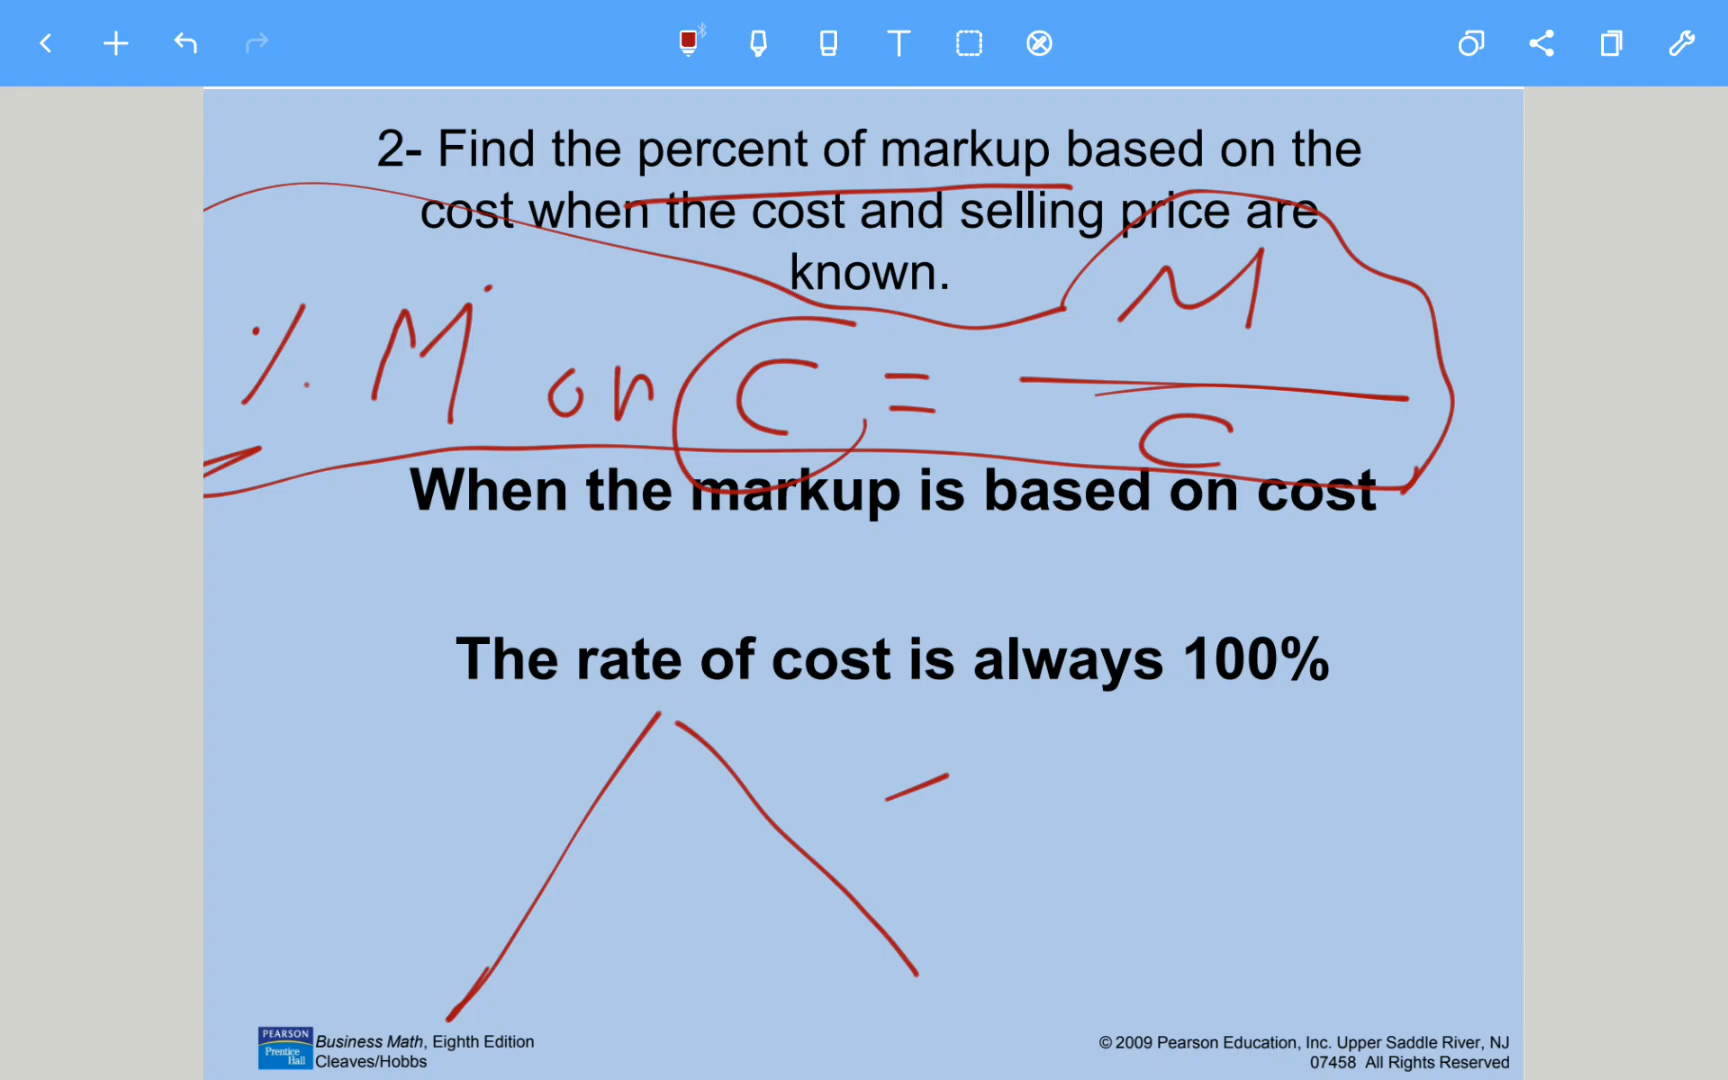 2- Find the percent of markup based on the
cost when the cost and selling price are
known.
% M on C = M
C
When the markup is based on cost
The rate of cost is always 100%
PEARSON
Prentice
Hall
Business Math, Eighth Edition
Cleaves/Hobbs
© 2009 Pearson Education, Inc. Upper Saddle River, NJ
07458 All Rights Reserved